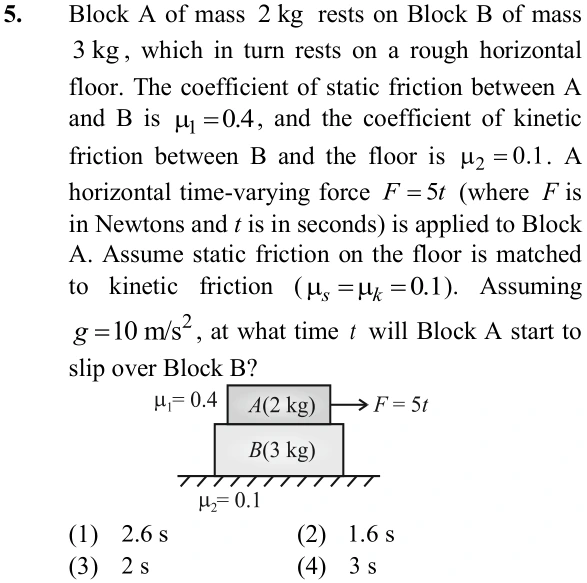 5. Block A of mass 2 kg rests on Block B of mass
3 kg, which in turn rests on a rough horizontal
floor. The coefficient of static friction between A
and B is μ₁ = 0.4, and the coefficient of kinetic
friction between B and the floor is μ₂ = 0.1. A
horizontal time-varying force F = 5t (where F is
in Newtons and t is in seconds) is applied to Block
A. Assume static friction on the floor is matched
to kinetic friction (μₛ = μₖ = 0.1). Assuming
g = 10 m/s², at what time t will Block A start to
slip over Block B?
μ₁= 0.4 A(2 kg) F = 5t
B(3 kg)
μ₂= 0.1
(1) 2.6 s (2) 1.6 s
(3) 2 s (4) 3 s